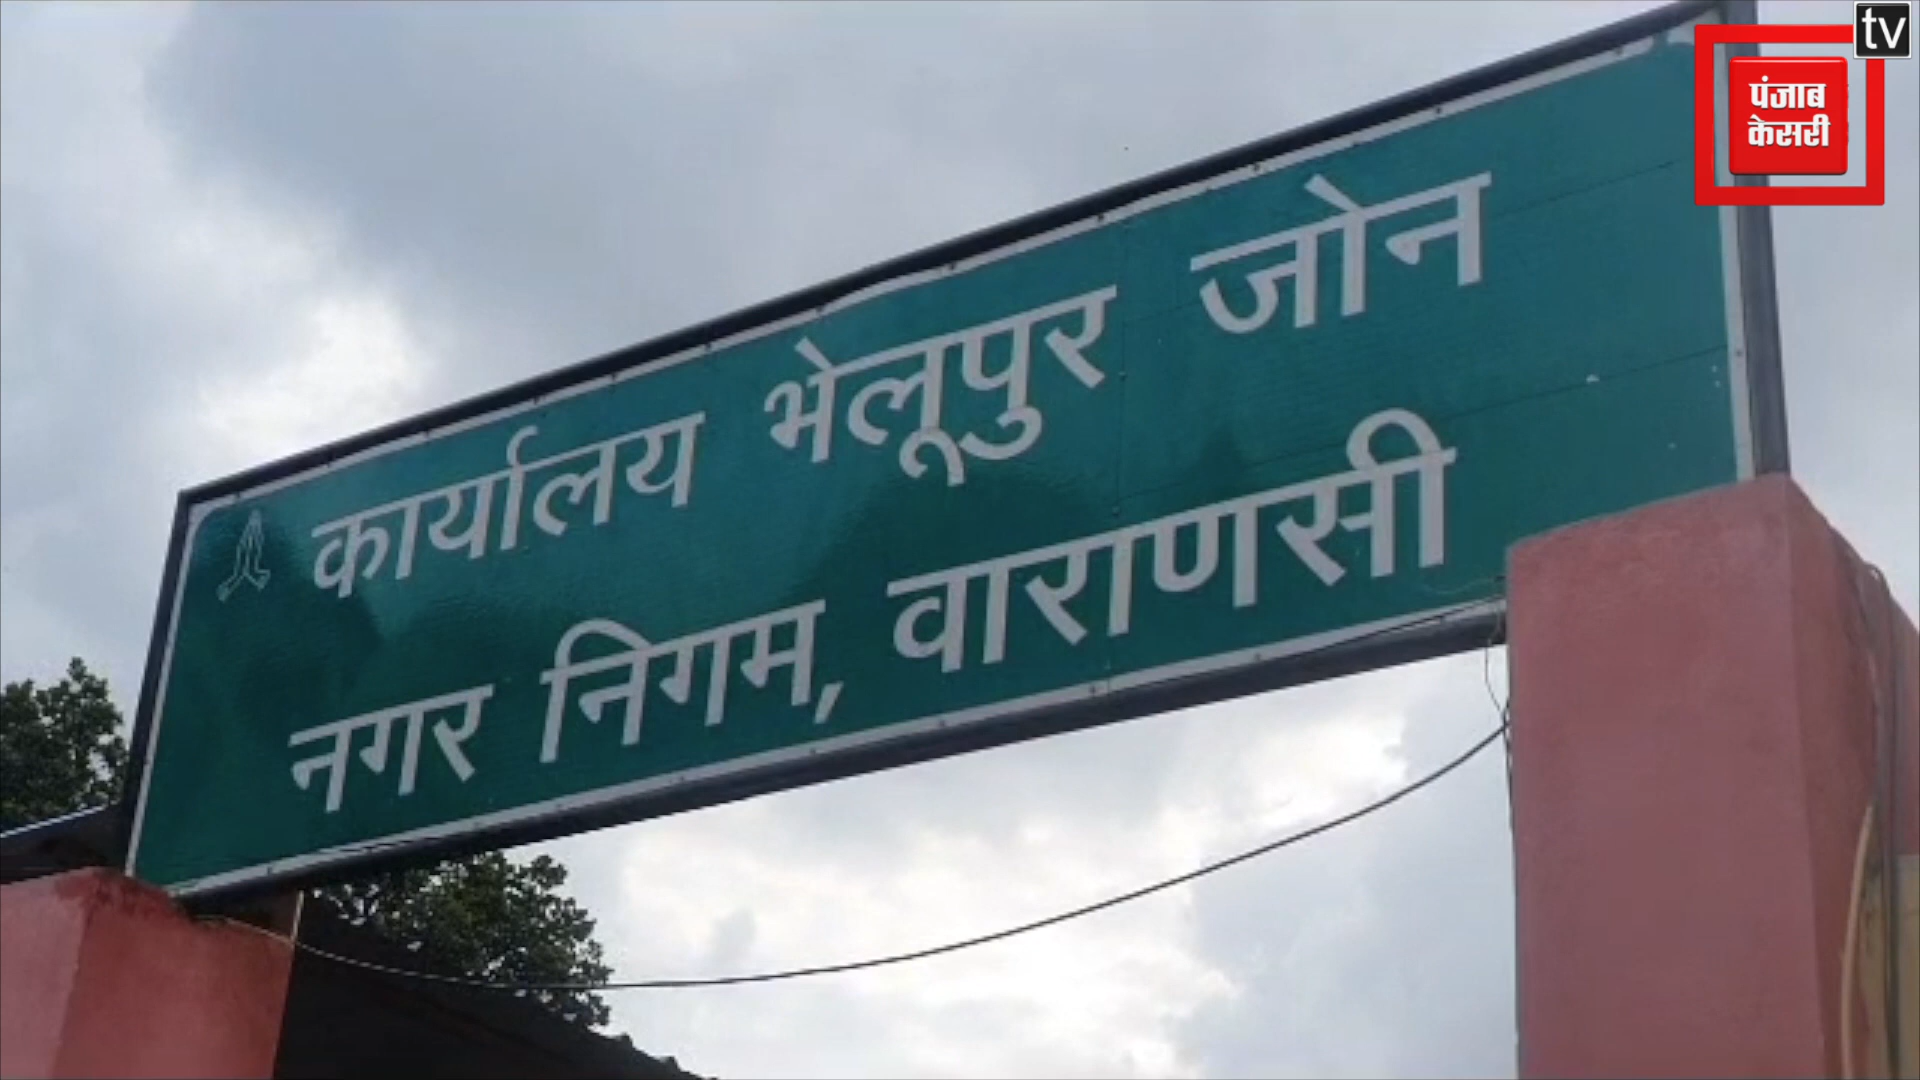 tv
पंजाब
केसरी
कार्यालय भेलूपुर जोन
नगर निगम, वाराणसी